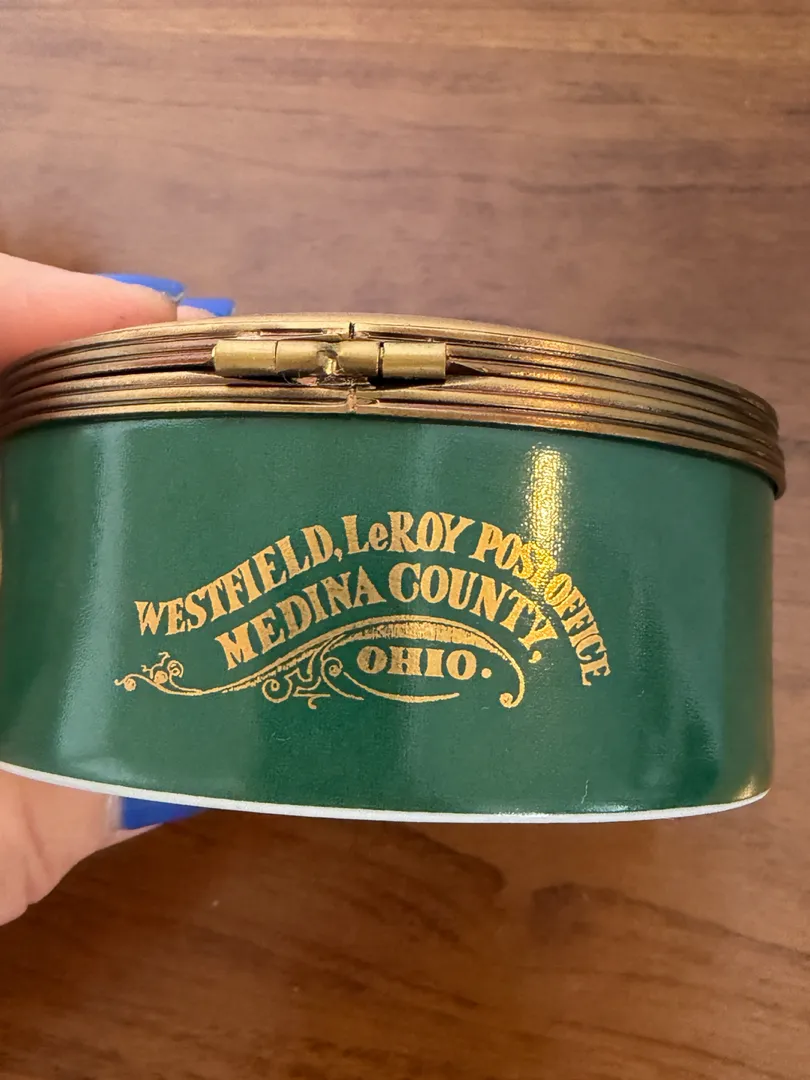 WESTFIELD, LeROY POST OFFICE
MEDINA COUNTY,
OHIO.